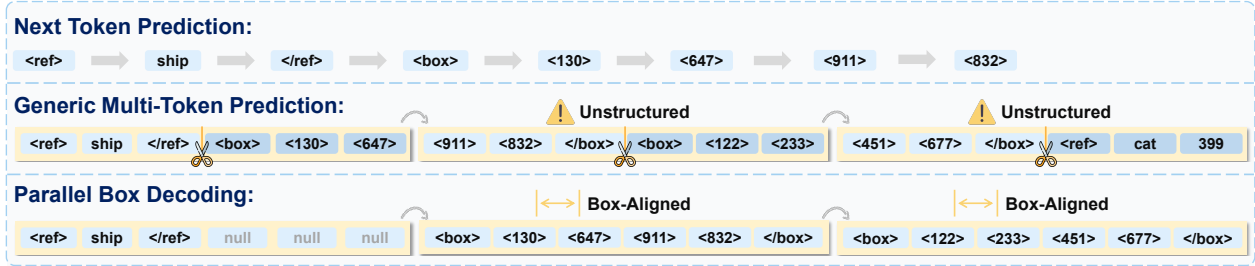 Next Token Prediction:
<ref> ship </ref> <box> <130> <647> <911> <832>
Generic Multi-Token Prediction:
Unstructured
Unstructured
<ref> ship </ref> <box> <130> <647> <911> <832> </box> <box> <122> <233> <451> <677> </box> <ref> cat 399
Parallel Box Decoding:
Box-Aligned
Box-Aligned
<ref> ship </ref> null null null <box> <130> <647> <911> <832> </box> <box> <122> <233> <451> <677> </box>